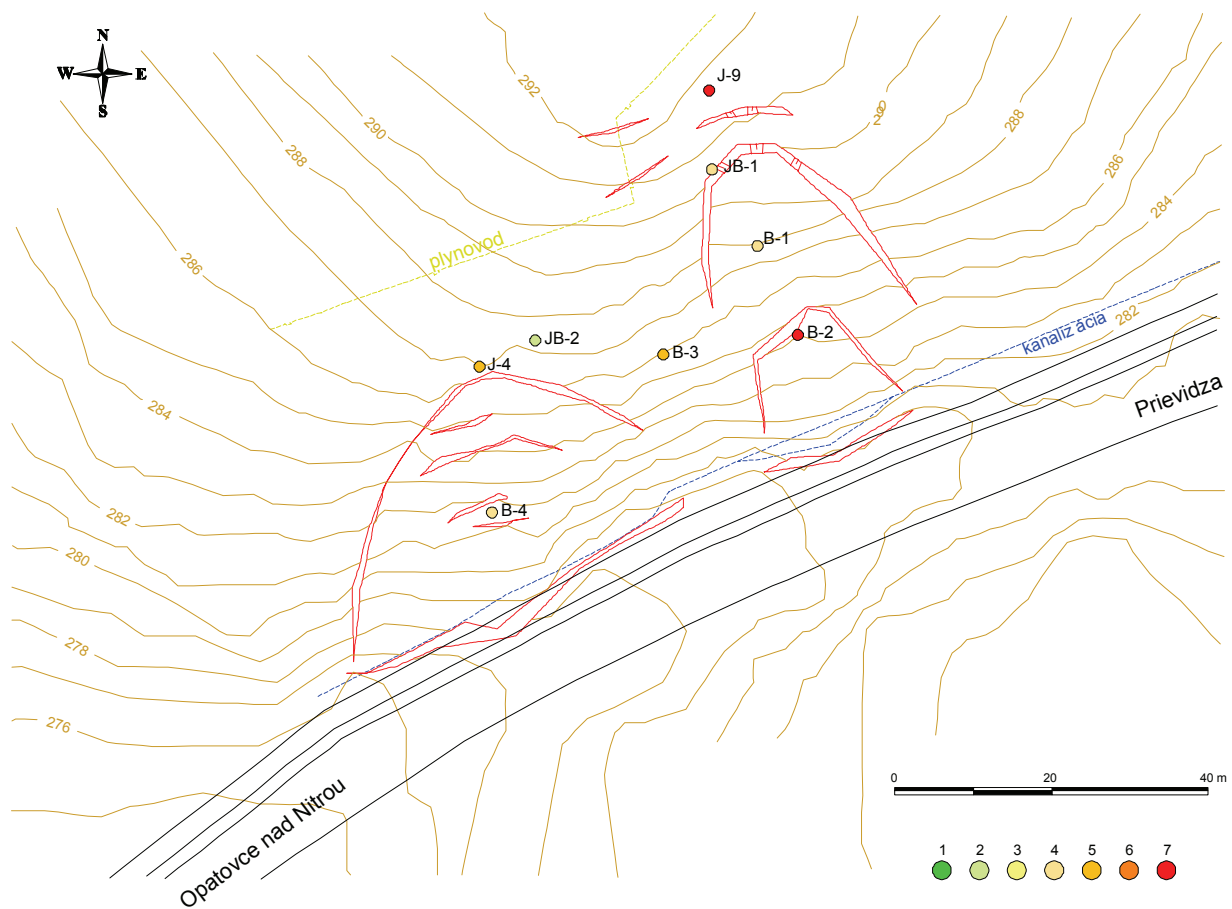 N
W E
S
J-9
292
292
290
288
288
JB-1
286
284
B-1
286
plynovod
282
kanalizácia
JB-2
B-3
B-2
J-4
Prievidza
284
282
B-4
280
278
276
0 20 40 m
Opatovce nad Nitrou
1 2 3 4 5 6 7